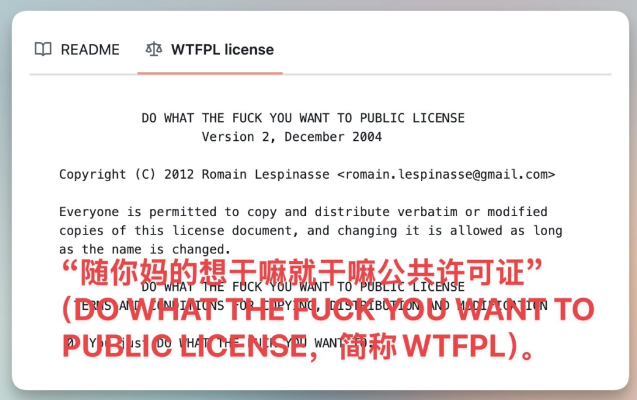 README WTFPL license
DO WHAT THE FUCK YOU WANT TO PUBLIC LICENSE
Version 2, December 2004
Copyright (C) 2012 Romain Lespinasse <romain.lespinasse@gmail.com>
Everyone is permitted to copy and distribute verbatim or modified
copies of this license document, and changing it is allowed as long
as the name is changed.
“随你妈的想干嘛就干嘛公共许可证”
DO WHAT THE FUCK YOU WANT TO PUBLIC LICENSE
(DO WHAT THE FUCK YOU WANT TO
TERMS AND CONDITIONS FOR COPYING, DISTRIBUTION AND MODIFICATION
PUBLIC LICENSE，简称 WTFPL)。
0. You just DO WHAT THE FUCK YOU WANT TO.